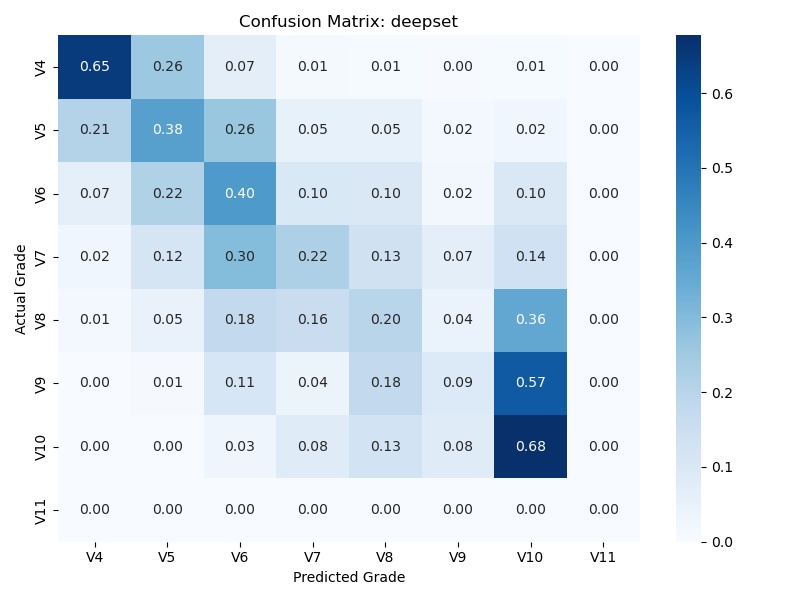 Confusion Matrix: deepset
Actual Grade
V4 0.65 0.26 0.07 0.01 0.01 0.00 0.01 0.00
V5 0.21 0.38 0.26 0.05 0.05 0.02 0.02 0.00
V6 0.07 0.22 0.40 0.10 0.10 0.02 0.10 0.00
V7 0.02 0.12 0.30 0.22 0.13 0.07 0.14 0.00
V8 0.01 0.05 0.18 0.16 0.20 0.04 0.36 0.00
V9 0.00 0.01 0.11 0.04 0.18 0.09 0.57 0.00
V10 0.00 0.00 0.03 0.08 0.13 0.08 0.68 0.00
V11 0.00 0.00 0.00 0.00 0.00 0.00 0.00 0.00
V4 V5 V6 V7 V8 V9 V10 V11
Predicted Grade
0.6
0.5
0.4
0.3
0.2
0.1
0.0